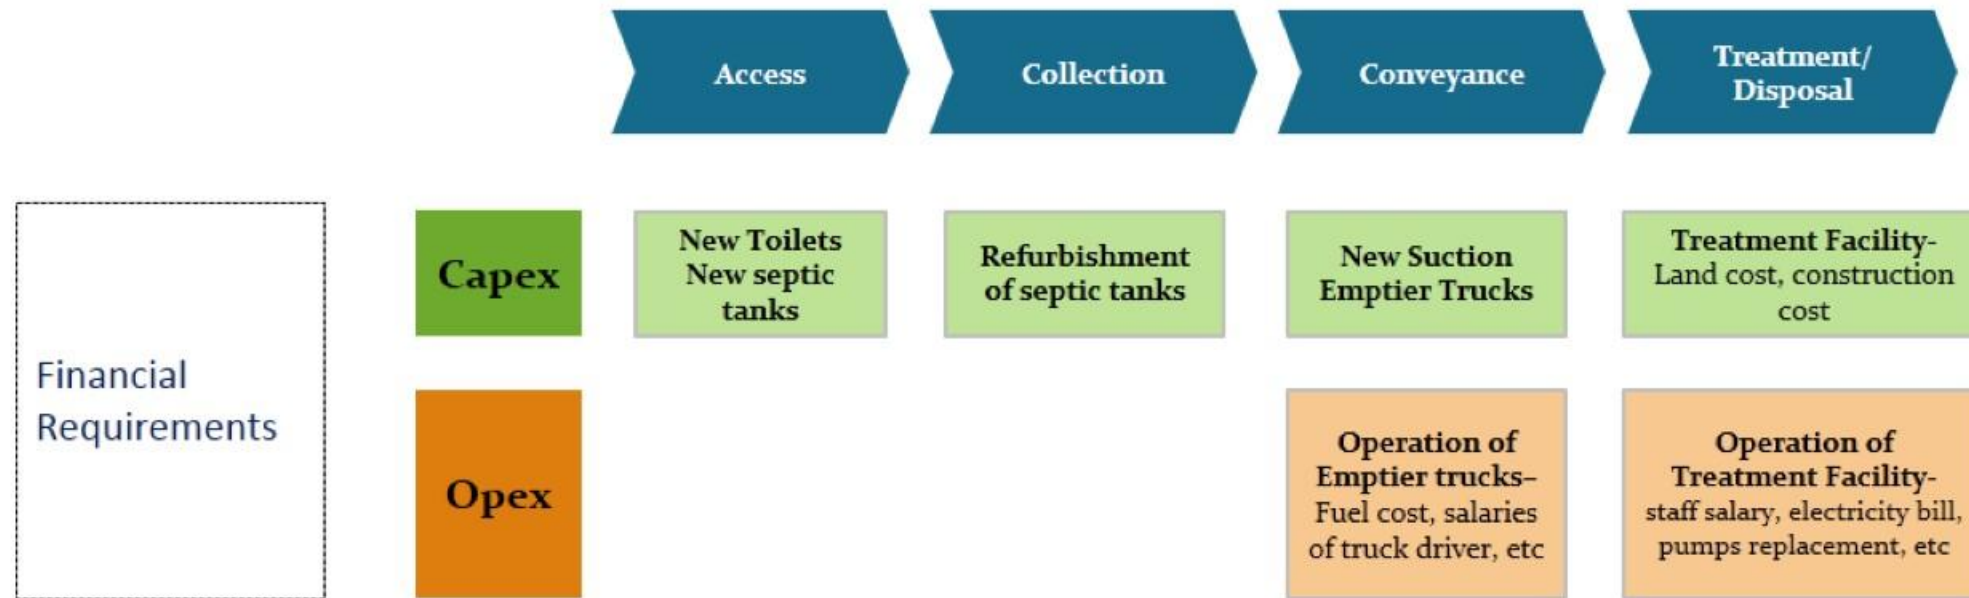 Access
Collection
Conveyance
Treatment/
Disposal
Financial
Requirements
Capex
New Toilets
New septic
tanks
Refurbishment
of septic tanks
New Suction
Emptier Trucks
Treatment Facility-
Land cost, construction
cost
Opex
Operation of
Emptier trucks–
Fuel cost, salaries
of truck driver, etc
Operation of
Treatment Facility-
staff salary, electricity bill,
pumps replacement, etc